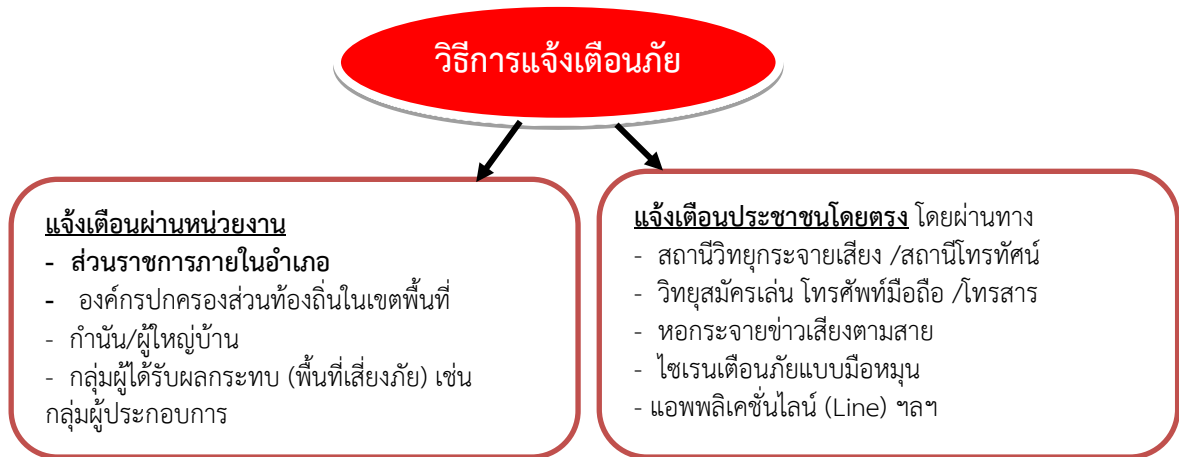 วิธีการแจ้งเตือนภัย
แจ้งเตือนผ่านหน่วยงาน
- ส่วนราชการภายในอำเภอ
- องค์กรปกครองส่วนท้องถิ่นในเขตพื้นที่
- กำนัน/ผู้ใหญ่บ้าน
- กลุ่มผู้ได้รับผลกระทบ (พื้นที่เสี่ยงภัย) เช่น
กลุ่มผู้ประกอบการ
แจ้งเตือนประชาชนโดยตรง โดยผ่านทาง
- สถานีวิทยุกระจายเสียง /สถานีโทรทัศน์
- วิทยุสมัครเล่น โทรศัพท์มือถือ /โทรสาร
- หอกระจายข่าวเสียงตามสาย
- ไซเรนเตือนภัยแบบมือหมุน
- แอพพลิเคชั่นไลน์ (Line) ฯลฯ